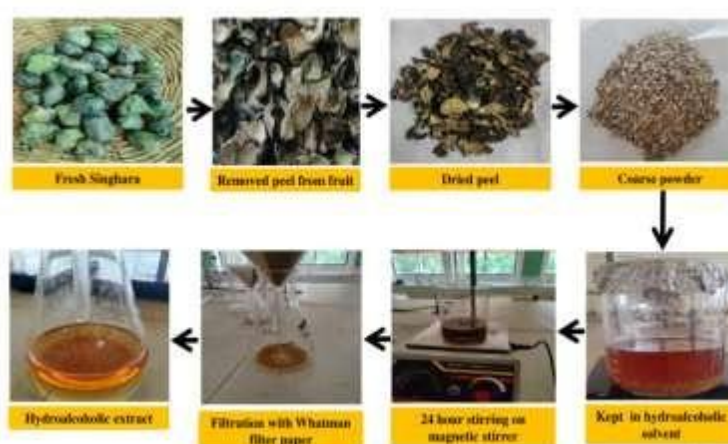 Fresh Singhara
Removed peel from fruit
Dried peel
Coarse powder
Kept in hydroalcoholic
solvent
24 hour stirring on
magnetic stirrer
Filtration with Whatman
filter paper
Hydroalcoholic extract